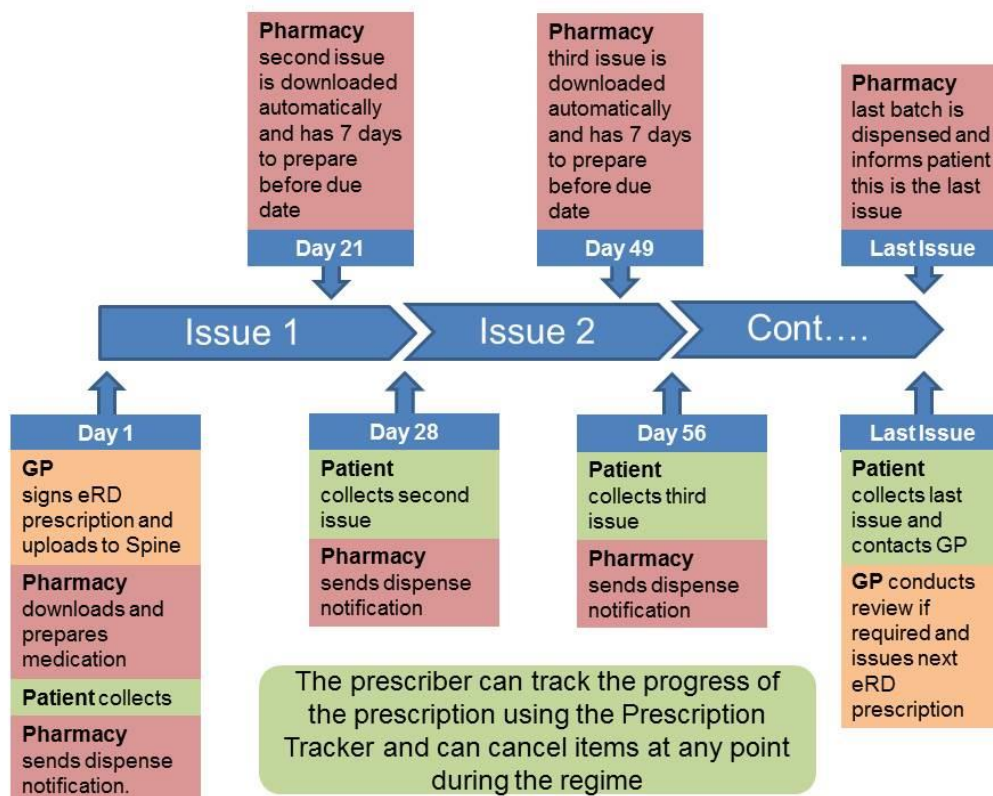 Pharmacy
second issue
is downloaded
automatically
and has 7 days
to prepare
before due
date
Day 21
Pharmacy
third issue is
downloaded
automatically
and has 7 days
to prepare
before due
date
Day 49
Pharmacy
last batch is
dispensed and
informs patient
this is the last
issue
Last Issue
Issue 1
Issue 2
Cont....
Day 1
GP
signs eRD
prescription and
uploads to Spine
Pharmacy
downloads and
prepares
medication
Patient collects
Pharmacy
sends dispense
notification.
Day 28
Patient
collects second
issue
Pharmacy
sends dispense
notification
Day 56
Patient
collects third
issue
Pharmacy
sends dispense
notification
Last Issue
Patient
collects last
issue and
contacts GP
GP conducts
review if
required and
issues next
eRD
prescription
The prescriber can track the progress of
the prescription using the Prescription
Tracker and can cancel items at any point
during the regime